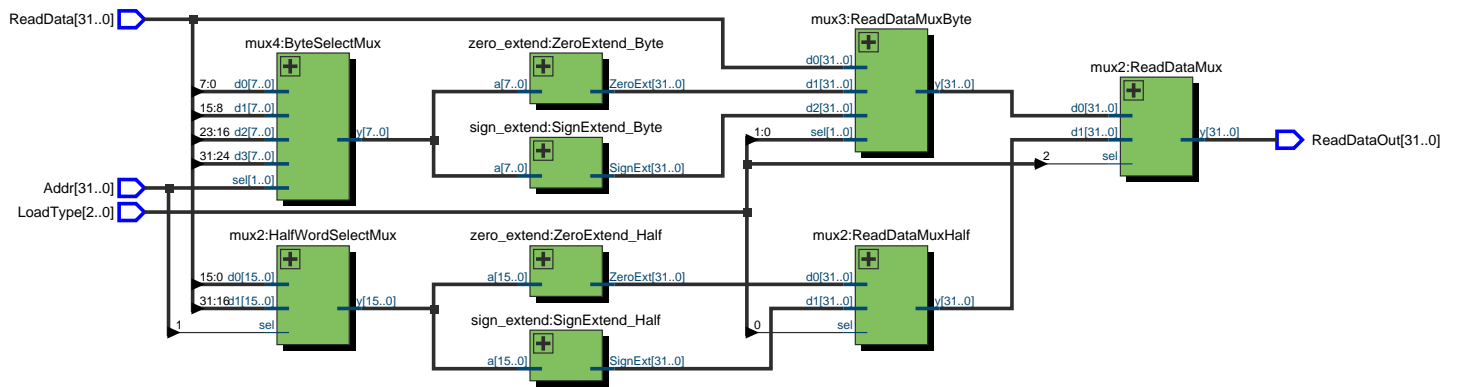 ReadData[31..0]
Addr[31..0]
LoadType[2..0]
mux4:ByteSelectMux
7:0 d0[7..0]
15:8 d1[7..0]
23:16 d2[7..0]
31:24 d3[7..0]
sel[1..0]
y[7..0]
zero_extend:ZeroExtend_Byte
a[7..0]
ZeroExt[31..0]
sign_extend:SignExtend_Byte
a[7..0]
SignExt[31..0]
mux3:ReadDataMuxByte
d0[31..0]
d1[31..0]
d2[31..0]
1:0 sel[1..0]
y[31..0]
mux2:ReadDataMux
d0[31..0]
d1[31..0]
2 sel
y[31..0]
ReadDataOut[31..0]
mux2:HalfWordSelectMux
15:0 d0[15..0]
31:16 d1[15..0]
1 sel
y[15..0]
zero_extend:ZeroExtend_Half
a[15..0]
ZeroExt[31..0]
sign_extend:SignExtend_Half
a[15..0]
SignExt[31..0]
mux2:ReadDataMuxHalf
d0[31..0]
d1[31..0]
0 sel
y[31..0]